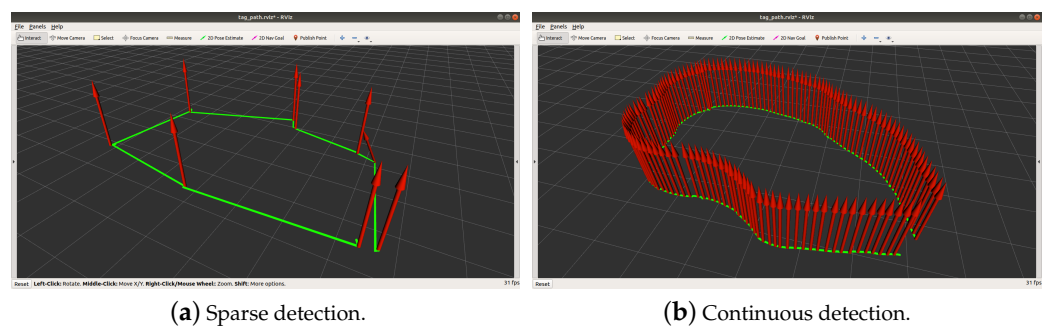 tag_path.rviz* - RViz
File Panels Help
Interact Move Camera Select Focus Camera Measure 2D Pose Estimate 2D Nav Goal Publish Point
Reset Left-Click: Rotate. Middle-Click: Move X/Y. Right-Click/Mouse Wheel: Zoom. Shift: More options. 31 fps
(a) Sparse detection.
tag_path.rviz* - RViz
File Panels Help
Interact Move Camera Select Focus Camera Measure 2D Pose Estimate 2D Nav Goal Publish Point
Reset 31 fps
(b) Continuous detection.